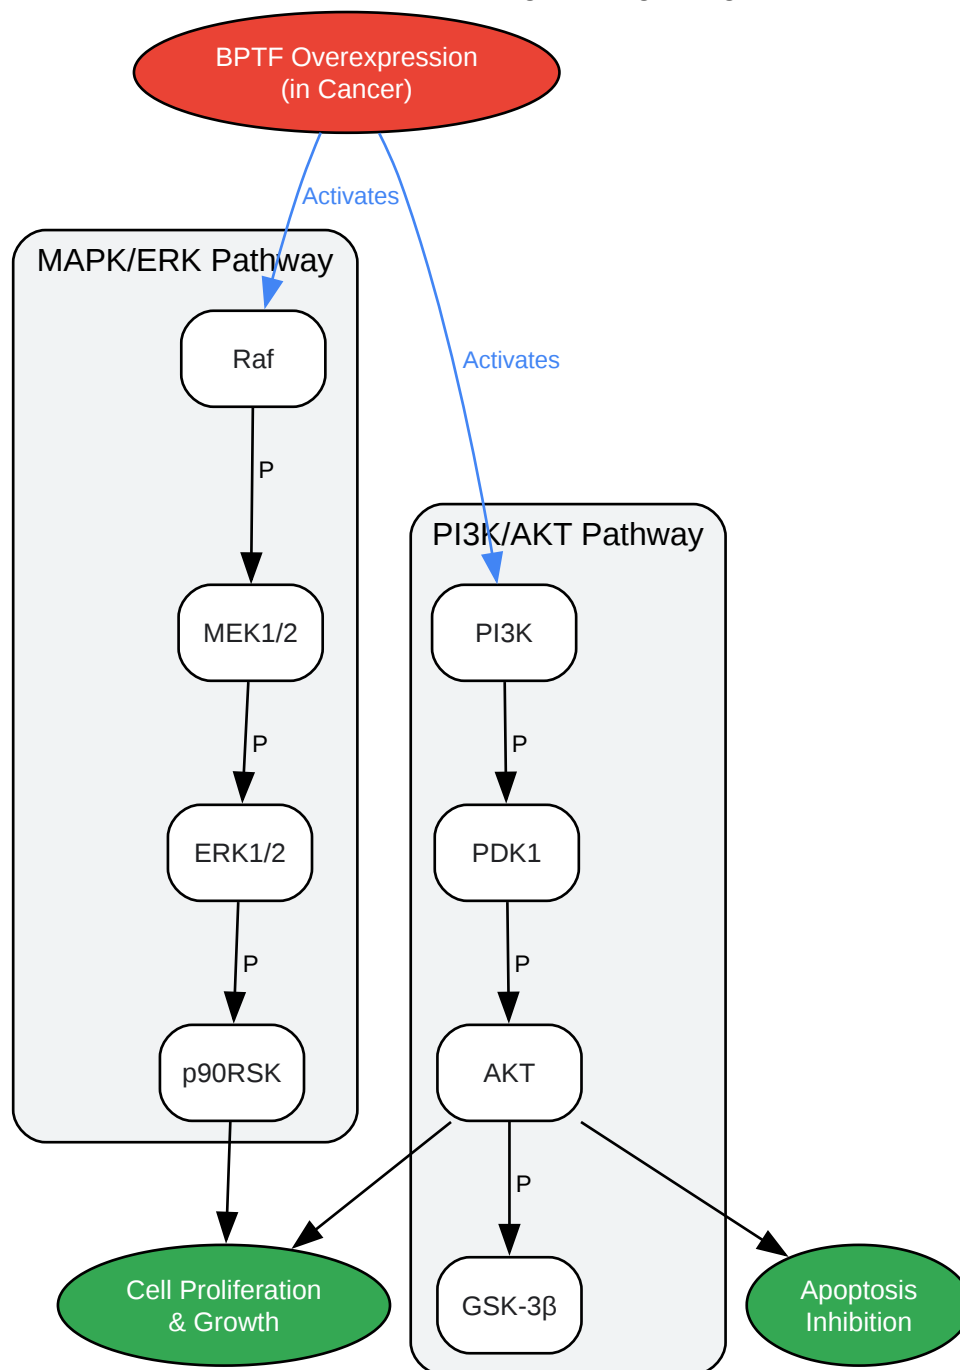 BPTF Overexpression
(in Cancer)
Activates
MAPK/ERK Pathway
Raf
Activates
P
PI3K/AKT Pathway
MEK1/2
PI3K
P
P
ERK1/2
PDK1
P
P
p90RSK
AKT
P
Cell Proliferation
& Growth
GSK-3β
Apoptosis
Inhibition